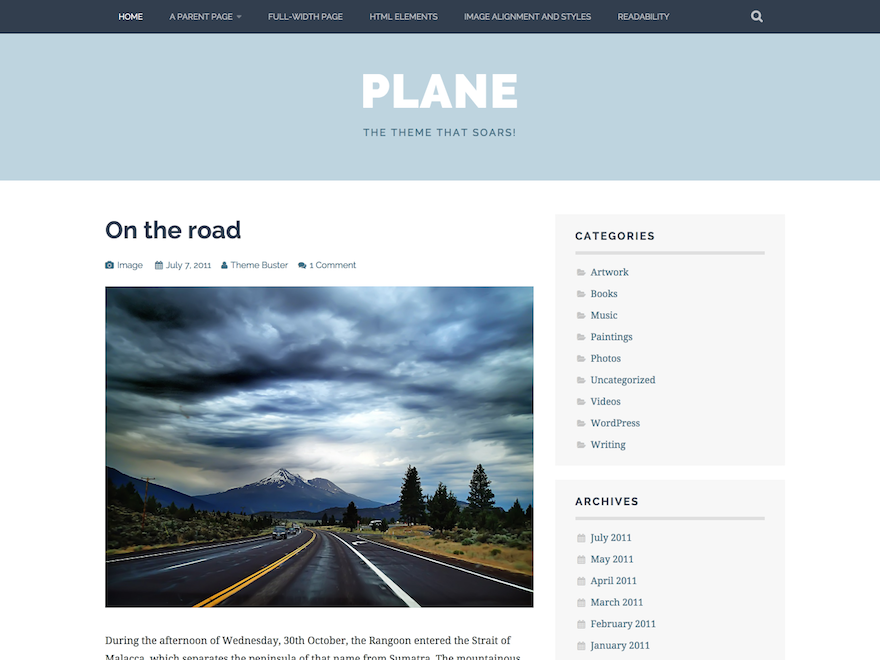 HOME A PARENT PAGE FULL-WIDTH PAGE HTML ELEMENTS IMAGE ALIGNMENT AND STYLES READABILITY
PLANE
THE THEME THAT SOARS!
On the road
Image July 7, 2011 Theme Buster 1 Comment
During the afternoon of Wednesday, 30th October, the Rangoon entered the Strait of
Malacca, which separates the peninsula of that name from Sumatra. The mountainous
CATEGORIES
Artwork
Books
Music
Paintings
Photos
Uncategorized
Videos
WordPress
Writing
ARCHIVES
July 2011
May 2011
April 2011
March 2011
February 2011
January 2011